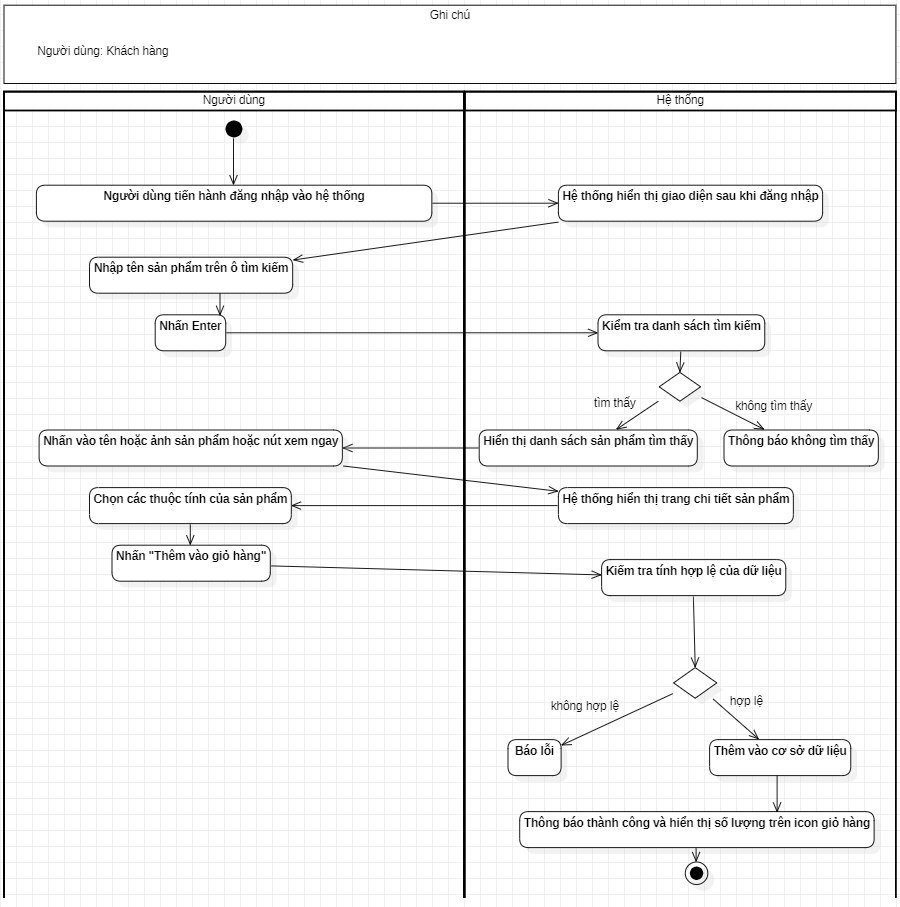 Ghi chú
Người dùng: Khách hàng
Người dùng
Hệ thống
Người dùng tiến hành đăng nhập vào hệ thống
Hệ thống hiển thị giao diện sau khi đăng nhập
Nhập tên sản phẩm trên ô tìm kiếm
Nhấn Enter
Kiểm tra danh sách tìm kiếm
tìm thấy
không tìm thấy
Nhấn vào tên hoặc ảnh sản phẩm hoặc nút xem ngay
Hiển thị danh sách sản phẩm tìm thấy
Thông báo không tìm thấy
Chọn các thuộc tính của sản phẩm
Hệ thống hiển thị trang chi tiết sản phẩm
Nhấn "Thêm vào giỏ hàng"
Kiếm tra tính hợp lệ của dữ liệu
không hợp lệ
hợp lệ
Báo lỗi
Thêm vào cơ sở dữ liệu
Thông báo thành công và hiển thị số lượng trên icon giỏ hàng